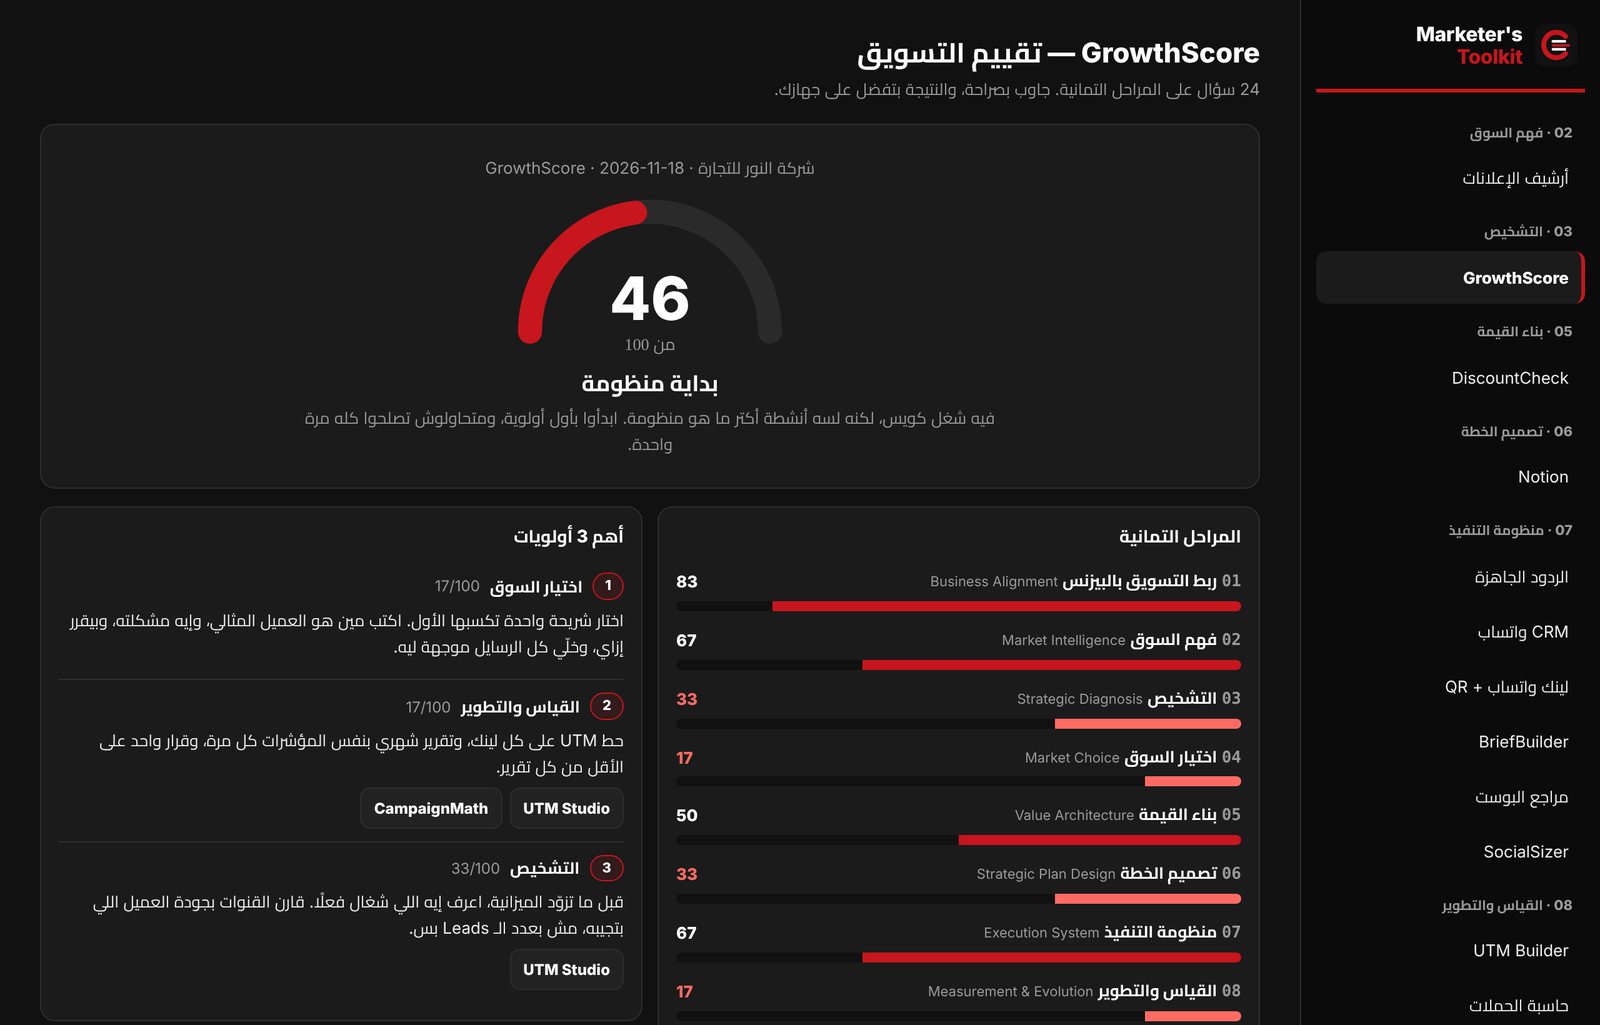 Marketer's
Toolkit
02 · فهم السوق
أرشيف الإعلانات
03 · التشخيص
GrowthScore
05 · بناء القيمة
DiscountCheck
06 · تصميم الخطة
Notion
07 · منظومة التنفيذ
الردود الجاهزة
CRM واتساب
لينك واتساب + QR
BriefBuilder
مراجع البوست
SocialSizer
08 · القياس والتطوير
UTM Builder
حاسبة الحملات
GrowthScore — تقييم التسويق
24 سؤال على المراحل التمانية. جاوب بصراحة، والنتيجة بتفضل على جهازك.
شركة النور للتجارة · 2026-11-18 · GrowthScore
46
من 100
بداية منظومة
فيه شغل كويس، لكنه لسه أنشطة أكتر ما هو منظومة. ابدأوا بأول أولوية، ومتحاولوش تصلحوا كله مرة
واحدة.
المراحل التمانية
01 ربط التسويق بالبيزنس Business Alignment 83
02 فهم السوق Market Intelligence 67
03 التشخيص Strategic Diagnosis 33
04 اختيار السوق Market Choice 17
05 بناء القيمة Value Architecture 50
06 تصميم الخطة Strategic Plan Design 33
07 منظومة التنفيذ Execution System 67
08 القياس والتطوير Measurement & Evolution 17
أهم 3 أولويات
1 اختيار السوق 17/100
اختار شريحة واحدة تكسبها الأول. اكتب مين هو العميل المثالي، وإيه مشكلته، وبيقرر
إزاي، وخلّي كل الرسايل موجهة ليه.
2 القياس والتطوير 17/100
حط UTM على كل لينك، وتقرير شهري بنفس المؤشرات كل مرة، وقرار واحد على
الأقل من كل تقرير.
UTM Studio CampaignMath
3 التشخيص 33/100
قبل ما تزوّد الميزانية، اعرف إيه اللي شغال فعلًا. قارن القنوات بجودة العميل اللي
بتجيبه، مش بعدد الـ Leads بس.
UTM Studio